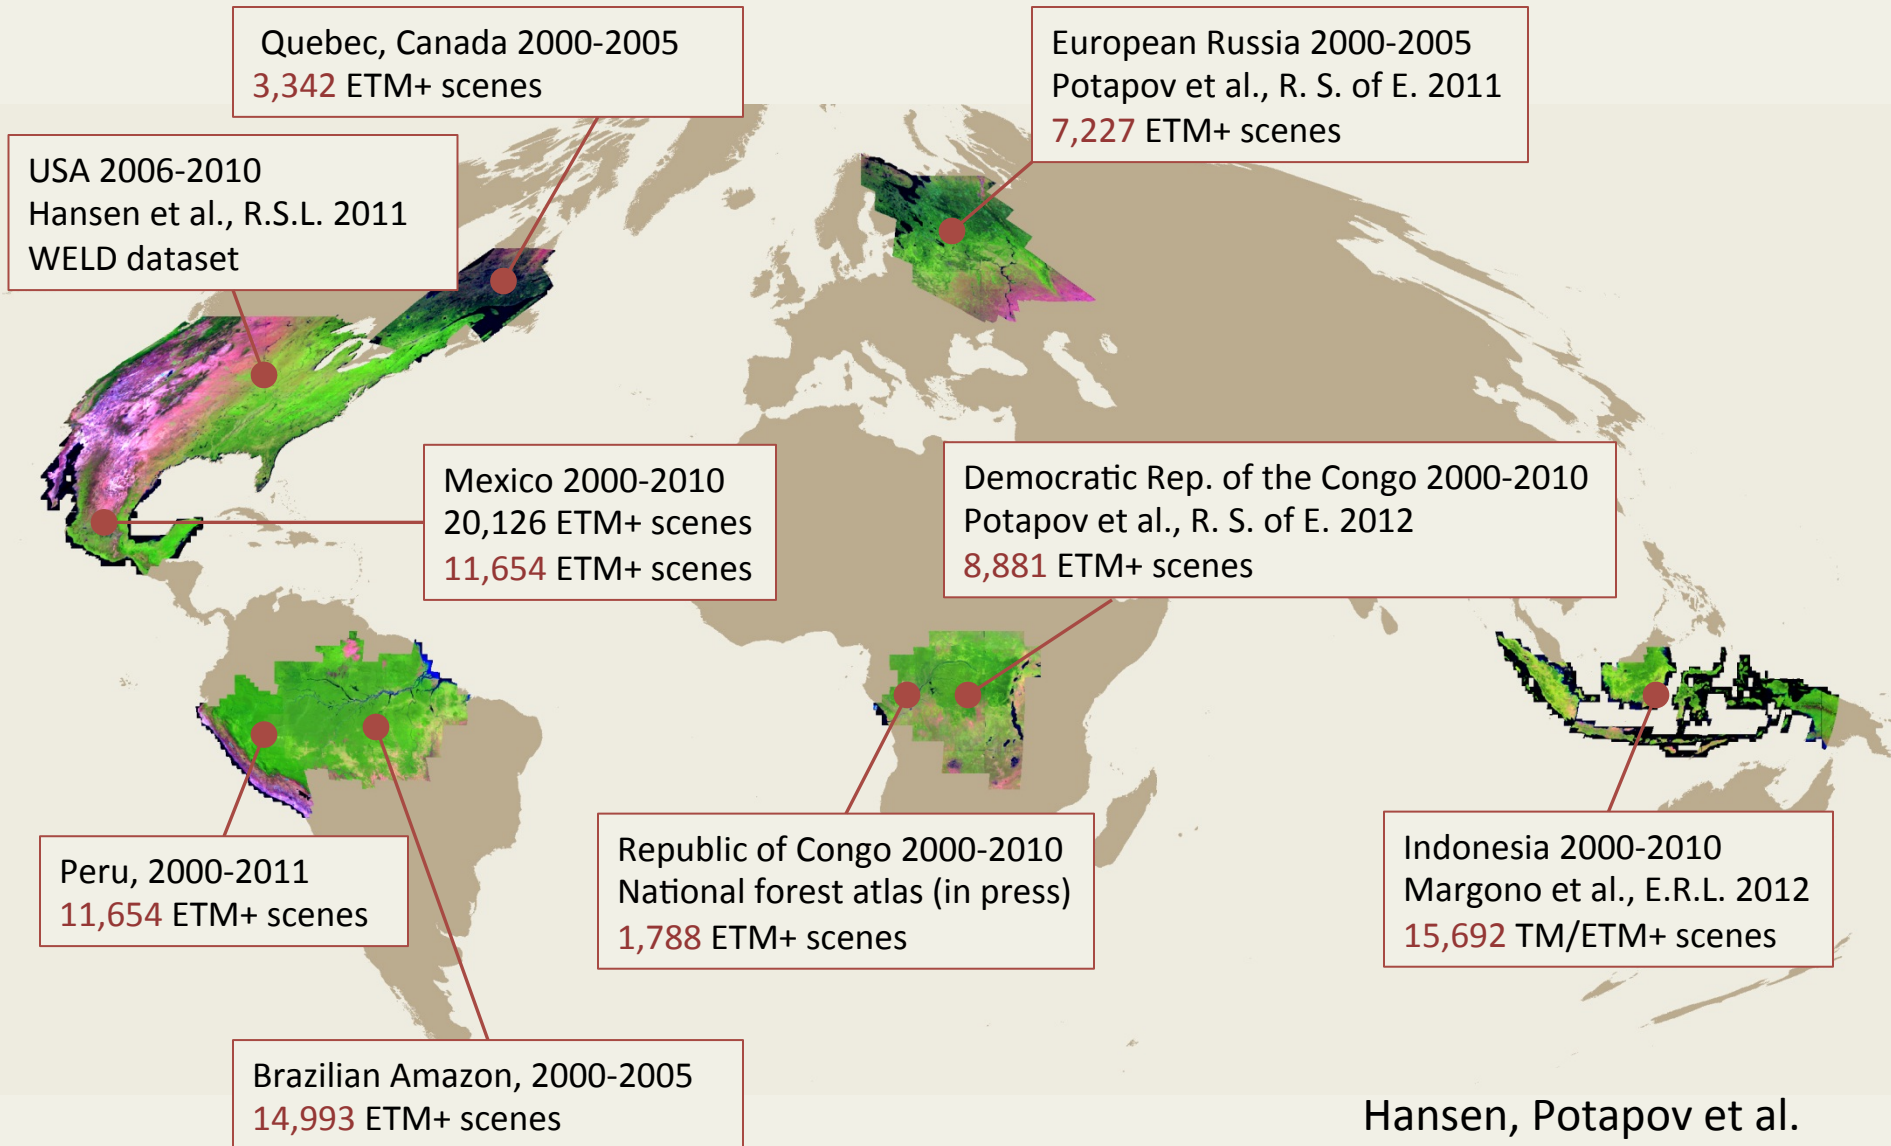 Quebec, Canada 2000-2005
3,342 ETM+ scenes
European Russia 2000-2005
Potapov et al., R. S. of E. 2011
7,227 ETM+ scenes
USA 2006-2010
Hansen et al., R.S.L. 2011
WELD dataset
Mexico 2000-2010
20,126 ETM+ scenes
11,654 ETM+ scenes
Democratic Rep. of the Congo 2000-2010
Potapov et al., R. S. of E. 2012
8,881 ETM+ scenes
Peru, 2000-2011
11,654 ETM+ scenes
Republic of Congo 2000-2010
National forest atlas (in press)
1,788 ETM+ scenes
Indonesia 2000-2010
Margono et al., E.R.L. 2012
15,692 TM/ETM+ scenes
Brazilian Amazon, 2000-2005
14,993 ETM+ scenes
Hansen, Potapov et al.